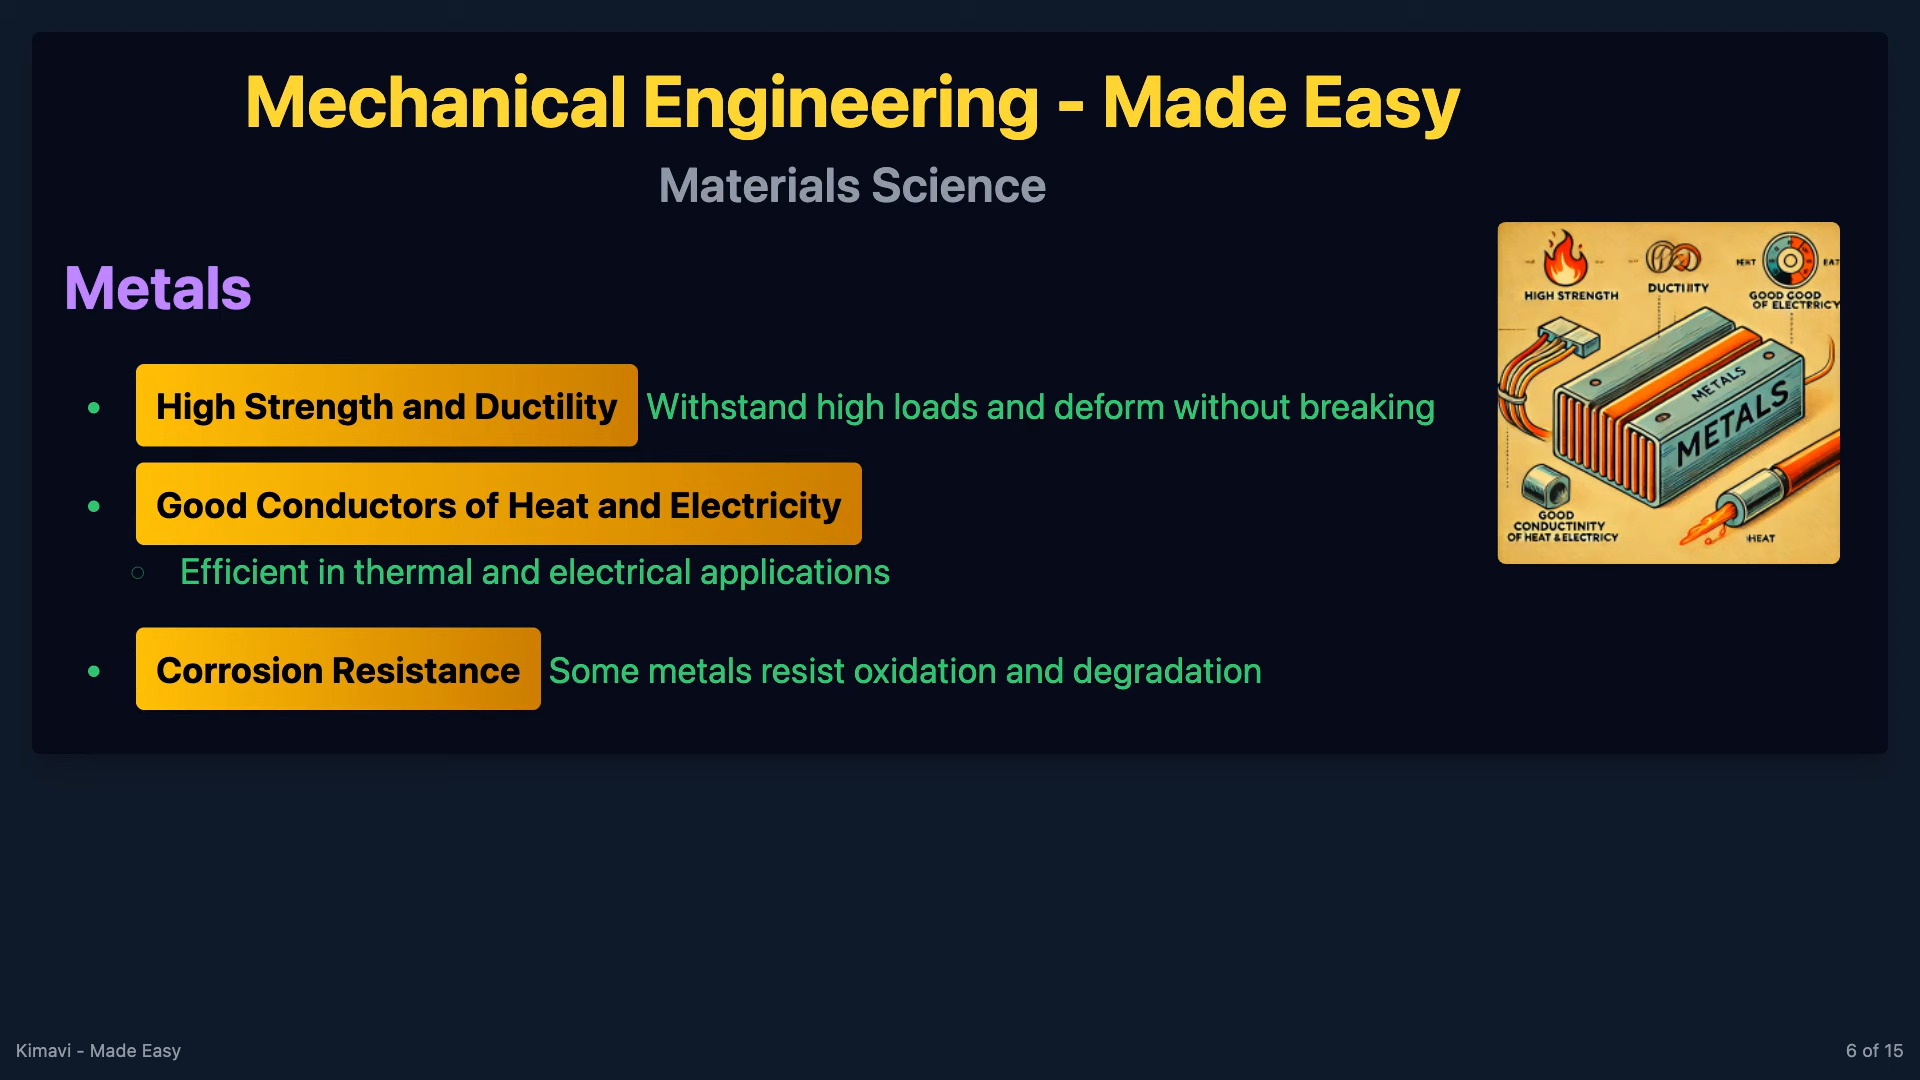 Mechanical Engineering - Made Easy
Materials Science
Metals
High Strength and Ductility Withstand high loads and deform without breaking
Good Conductors of Heat and Electricity
Efficient in thermal and electrical applications
Corrosion Resistance Some metals resist oxidation and degradation
HIGH STRENGTH
GOOD GOOD
METALS
METALS
GOOD
CONDUCTINITY
OF HEAT & ELECTRICY
HEAT
Kimavi - Made Easy
6 of 15